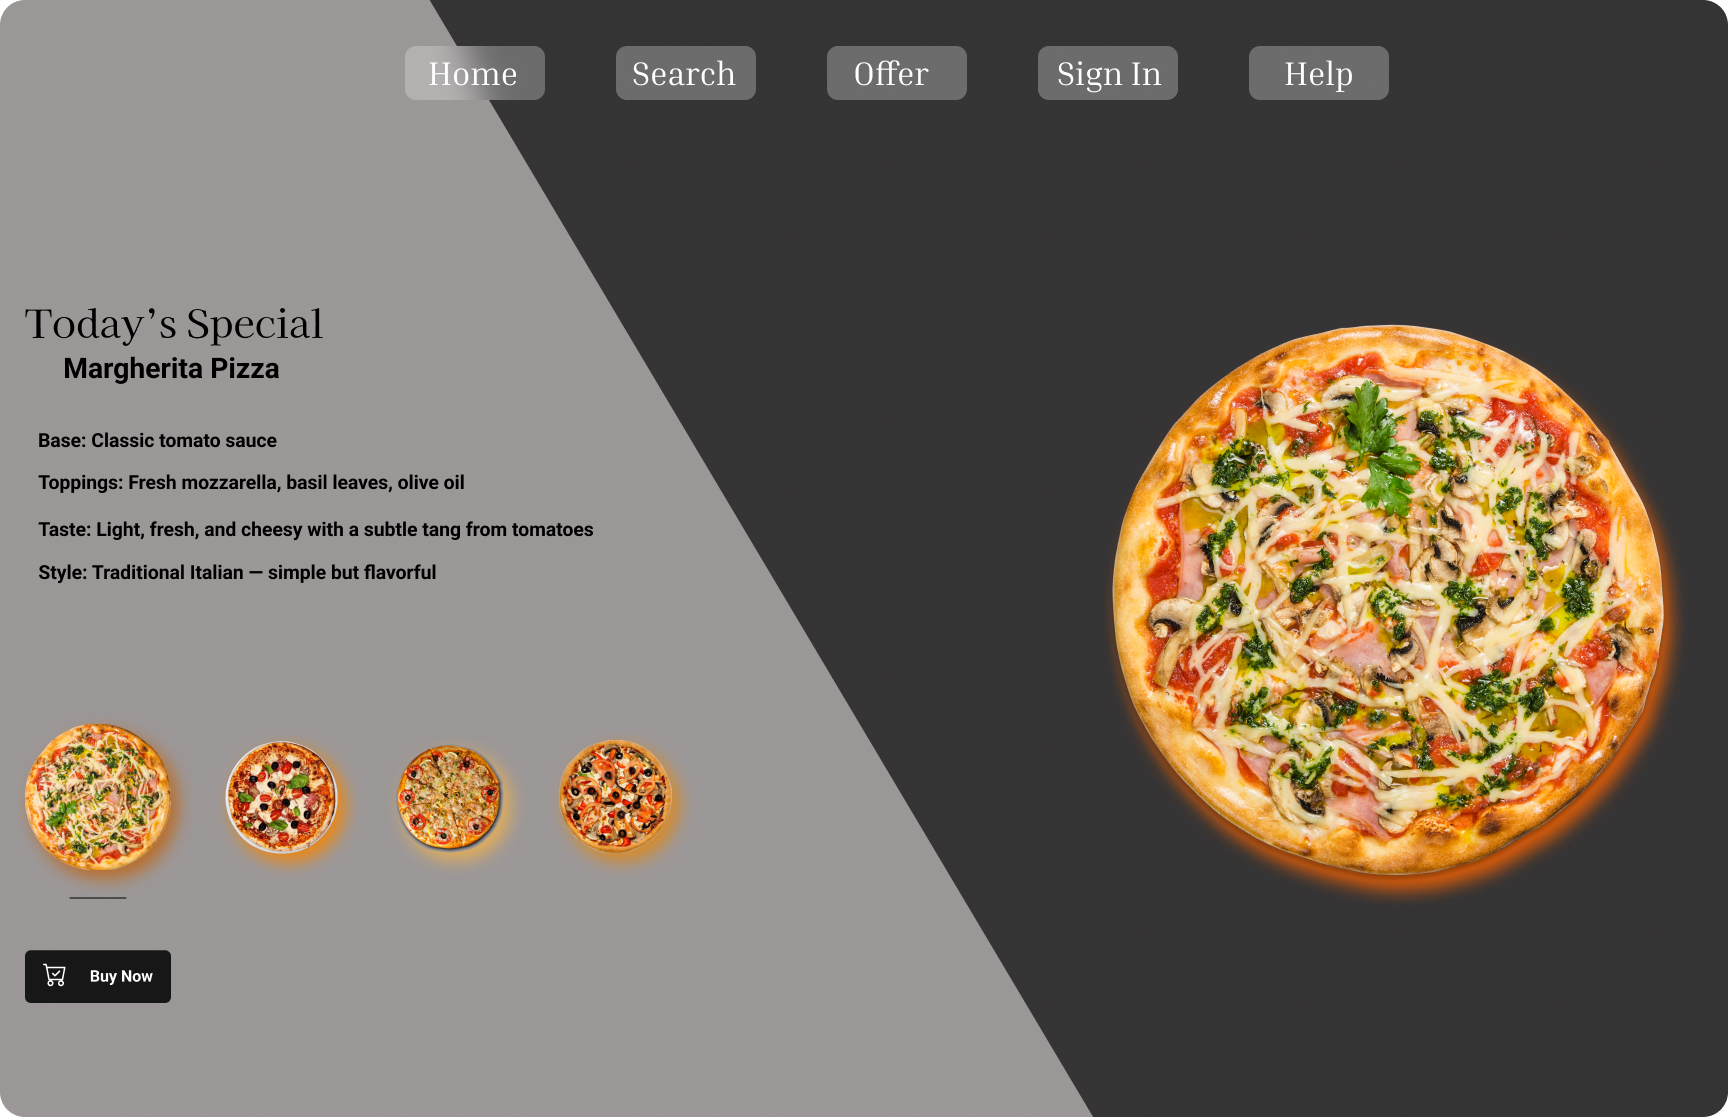 Home
Search
Offer
Sign In
Help
Today’s Special
Margherita Pizza
Base: Classic tomato sauce
Toppings: Fresh mozzarella, basil leaves, olive oil
Taste: Light, fresh, and cheesy with a subtle tang from tomatoes
Style: Traditional Italian — simple but flavorful
Buy Now